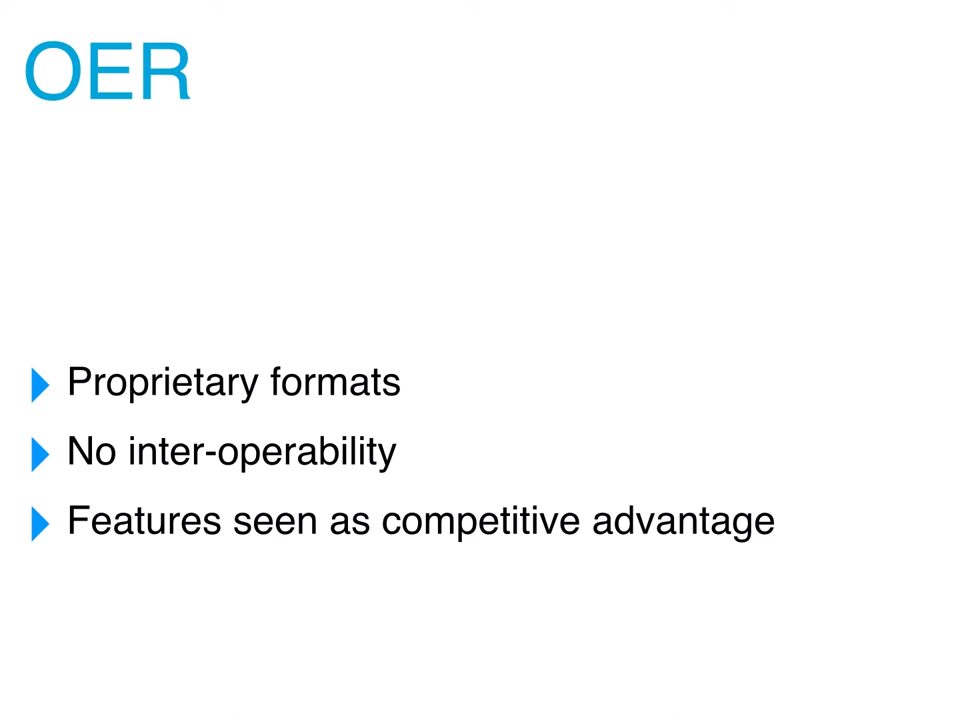 OER
Proprietary formats
No inter-operability
Features seen as competitive advantage